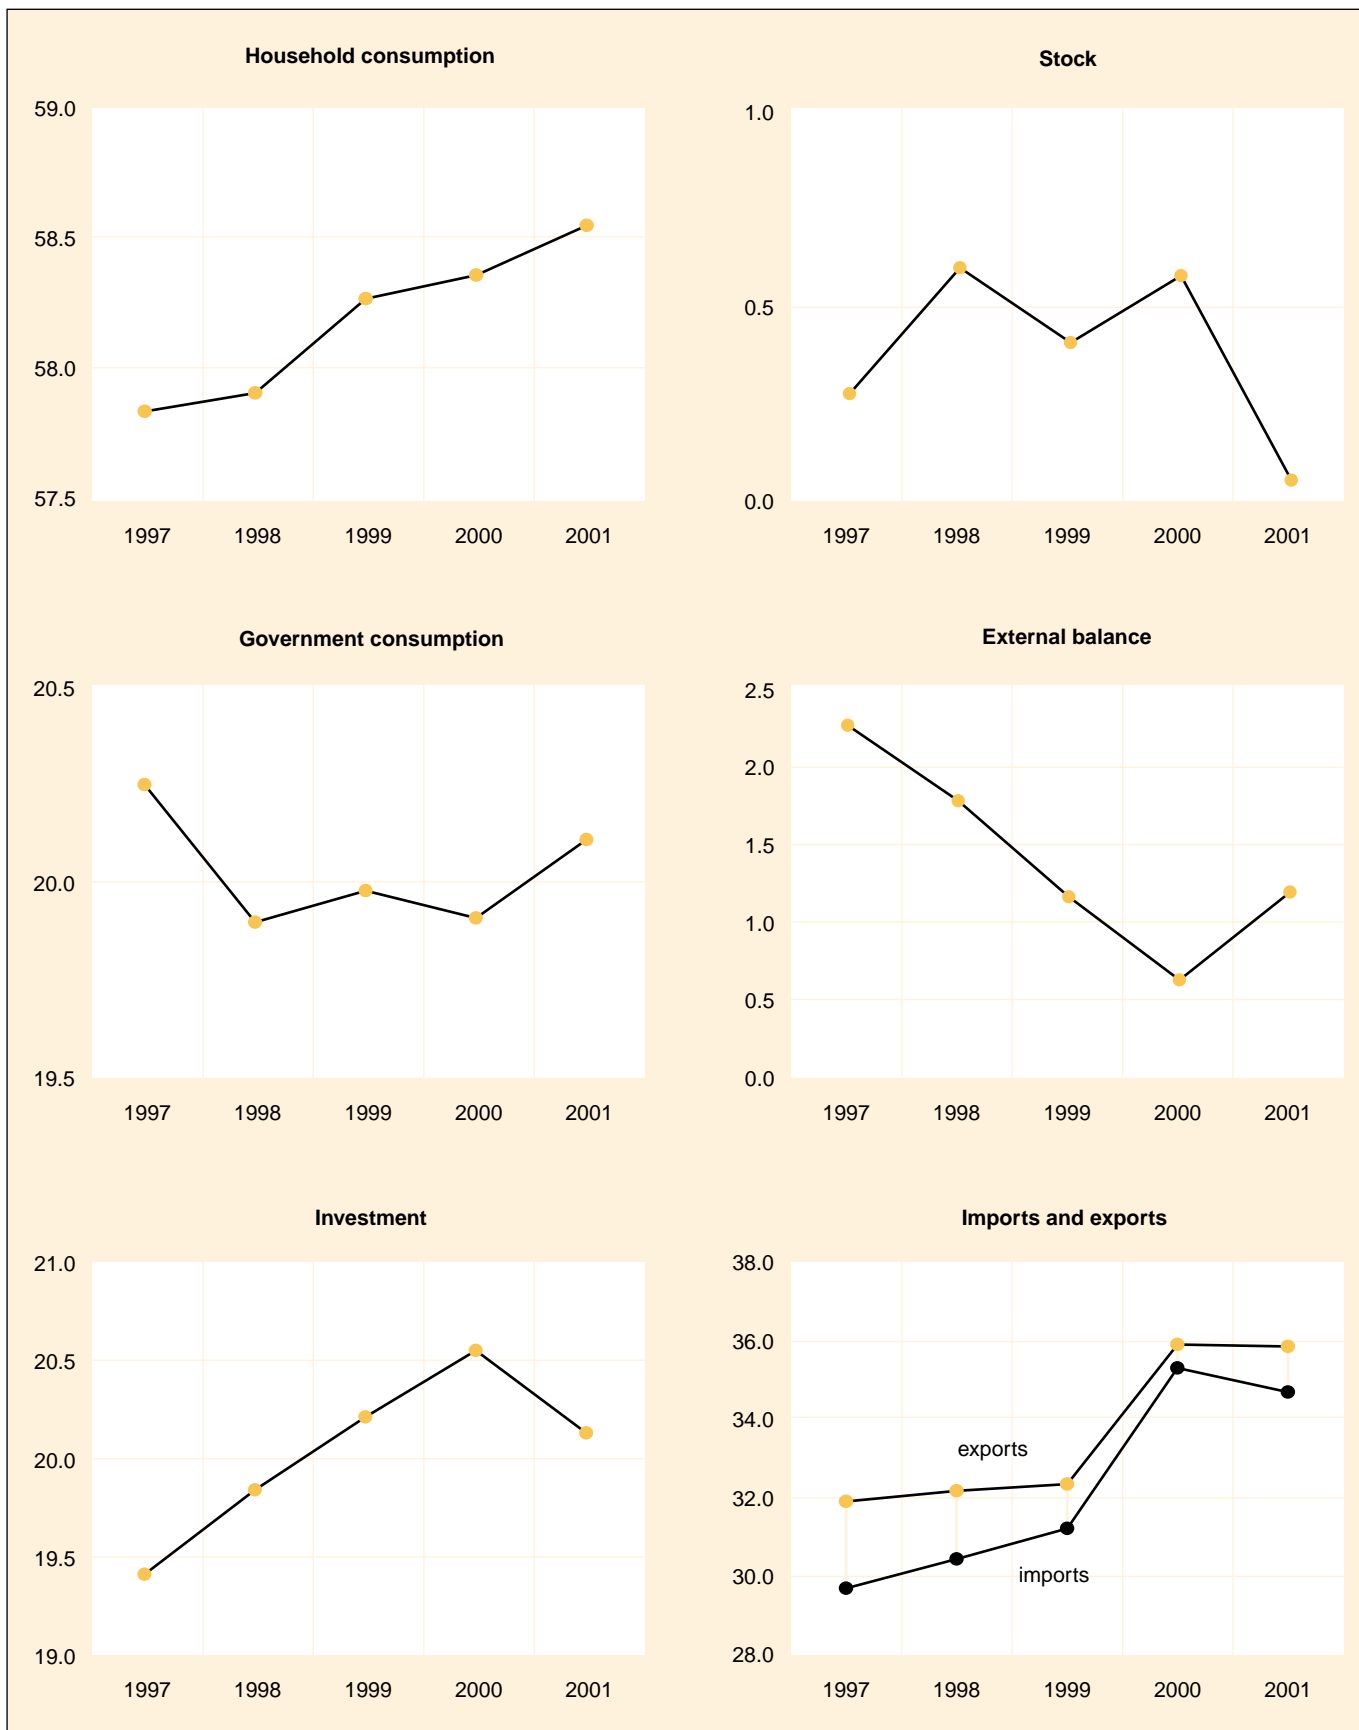 Household consumption
59.0
58.5
58.0
57.5
1997 1998 1999 2000 2001
Stock
1.0
0.5
0.0
1997 1998 1999 2000 2001
Government consumption
20.5
20.0
19.5
1997 1998 1999 2000 2001
External balance
2.5
2.0
1.5
1.0
0.5
0.0
1997 1998 1999 2000 2001
Investment
21.0
20.5
20.0
19.5
19.0
1997 1998 1999 2000 2001
Imports and exports
38.0
36.0
34.0
32.0
30.0
28.0
exports
imports
1997 1998 1999 2000 2001